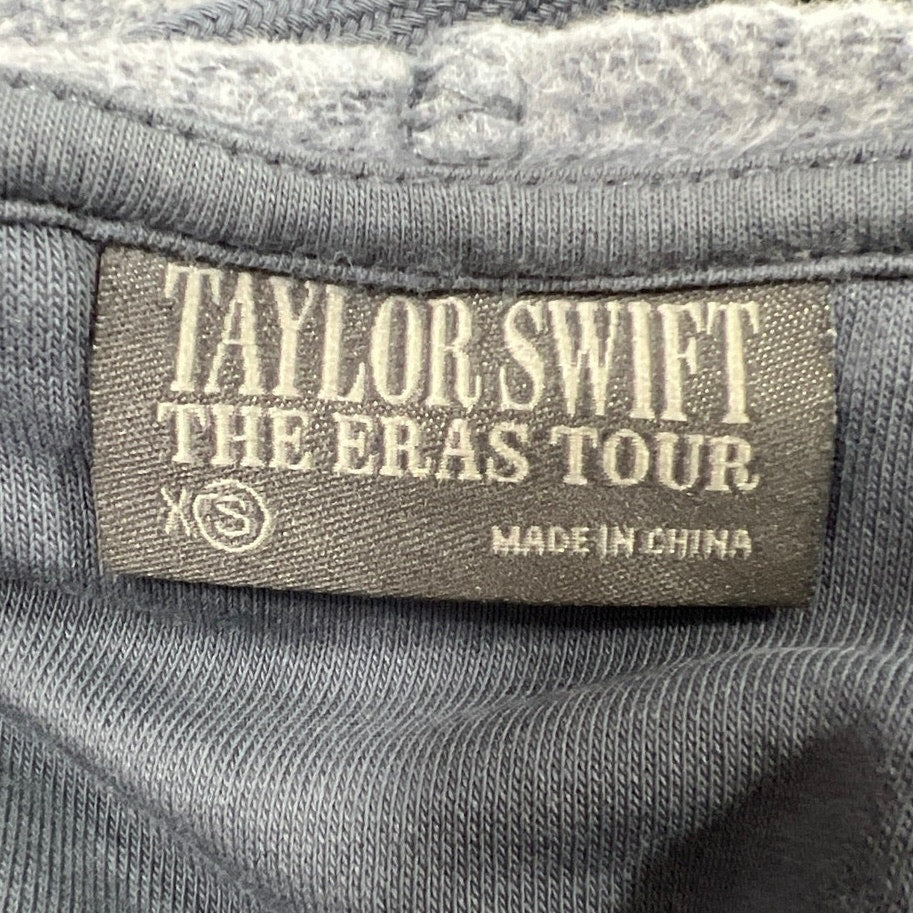 TAYLOR SWIFT
THE ERAS TOUR
XS MADE IN CHINA